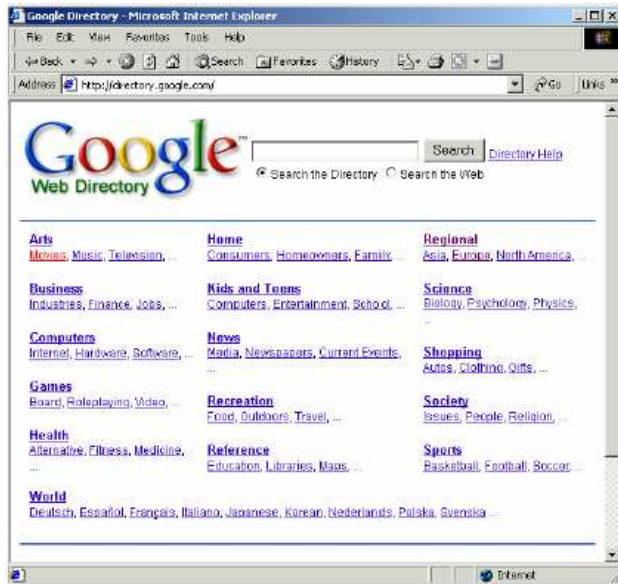 Google Directory - Microsoft Internet Explorer
File Edit View Favorites Tools Help
Back Search Favorites History
Address http://directory.google.com/ Go Links »
Google™
Web Directory
Search Directory Help
Search the Directory Search the Web
Arts
Movies, Music, Television, ...
Business
Industries, Finance, Jobs, ...
Computers
Internet, Hardware, Software, ...
Games
Board, Roleplaying, Video, ...
Health
Alternative, Fitness, Medicine,
...
Home
Consumers, Homeowners, Family, ...
Kids and Teens
Computers, Entertainment, School, ...
News
Media, Newspapers, Current Events,
...
Recreation
Food, Outdoors, Travel, ...
Reference
Education, Libraries, Maps, ...
Regional
Asia, Europe, North America, ...
Science
Biology, Psychology, Physics,
...
Shopping
Autos, Clothing, Gifts, ...
Society
Issues, People, Religion, ...
Sports
Basketball, Football, Soccer, ...
World
Deutsch, Español, Français, Italiano, Japanese, Korean, Nederlands, Polska, Svenska ...
Internet